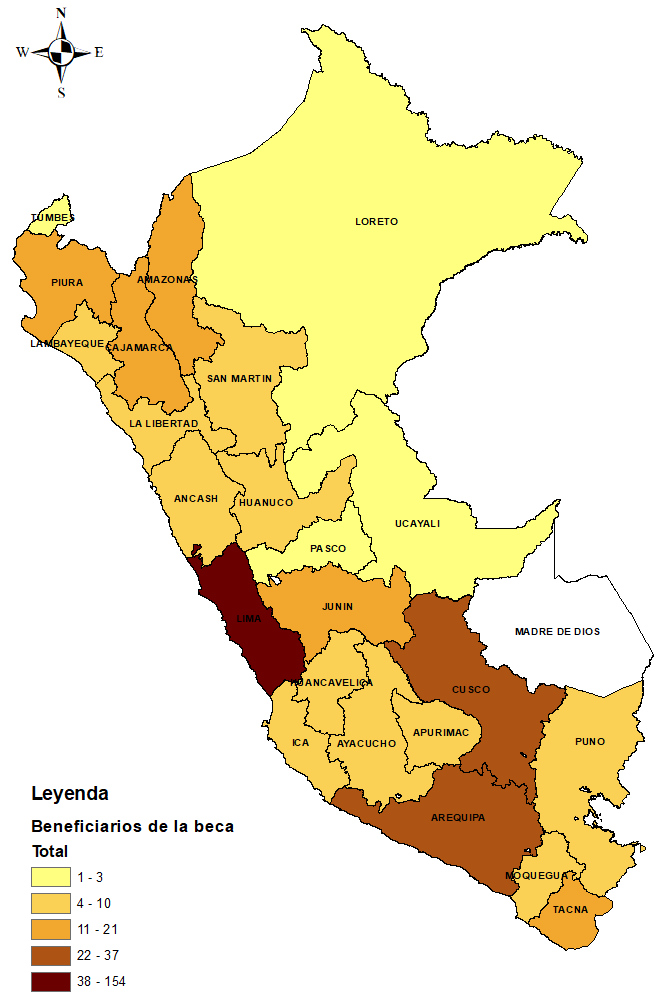 N
W E
S
LORETO
TUMBES
PIURA
AMAZONAS
LAMBAYEQUE
CAJAMARCA
SAN MARTIN
LA LIBERTAD
ANCASH
HUANUCO
UCAYALI
PASCO
JUNIN
LIMA
MADRE DE DIOS
HUANCAVELICA
CUSCO
ICA
AYACUCHO
APURIMAC
PUNO
AREQUIPA
MOQUEGUA
TACNA
Leyenda
Beneficiarios de la beca
Total
1 - 3
4 - 10
11 - 21
22 - 37
38 - 154